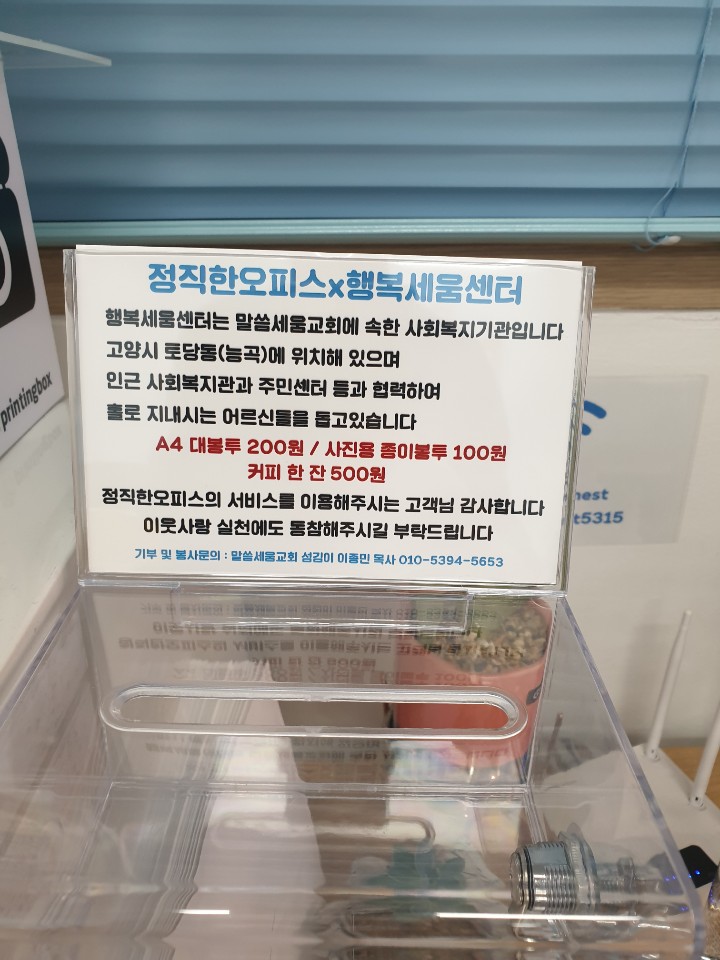 정직한오피스x행복세움센터
행복세움센터는 말씀세움교회에 속한 사회복지기관입니다
고양시 토당동(능곡)에 위치해 있으며
인근 사회복지관과 주민센터 등과 협력하여
홀로 지내시는 어르신들을 돕고있습니다
A4 대봉투 200원 / 사진용 종이봉투 100원
커피 한 잔 500원
정직한오피스의 서비스를 이용해주시는 고객님 감사합니다
이웃사랑 실천에도 동참해주시길 부탁드립니다
기부 및 봉사문의 : 말씀세움교회 섬김이 이종민 목사 010-5394-5653
printingbox
nest
t5315